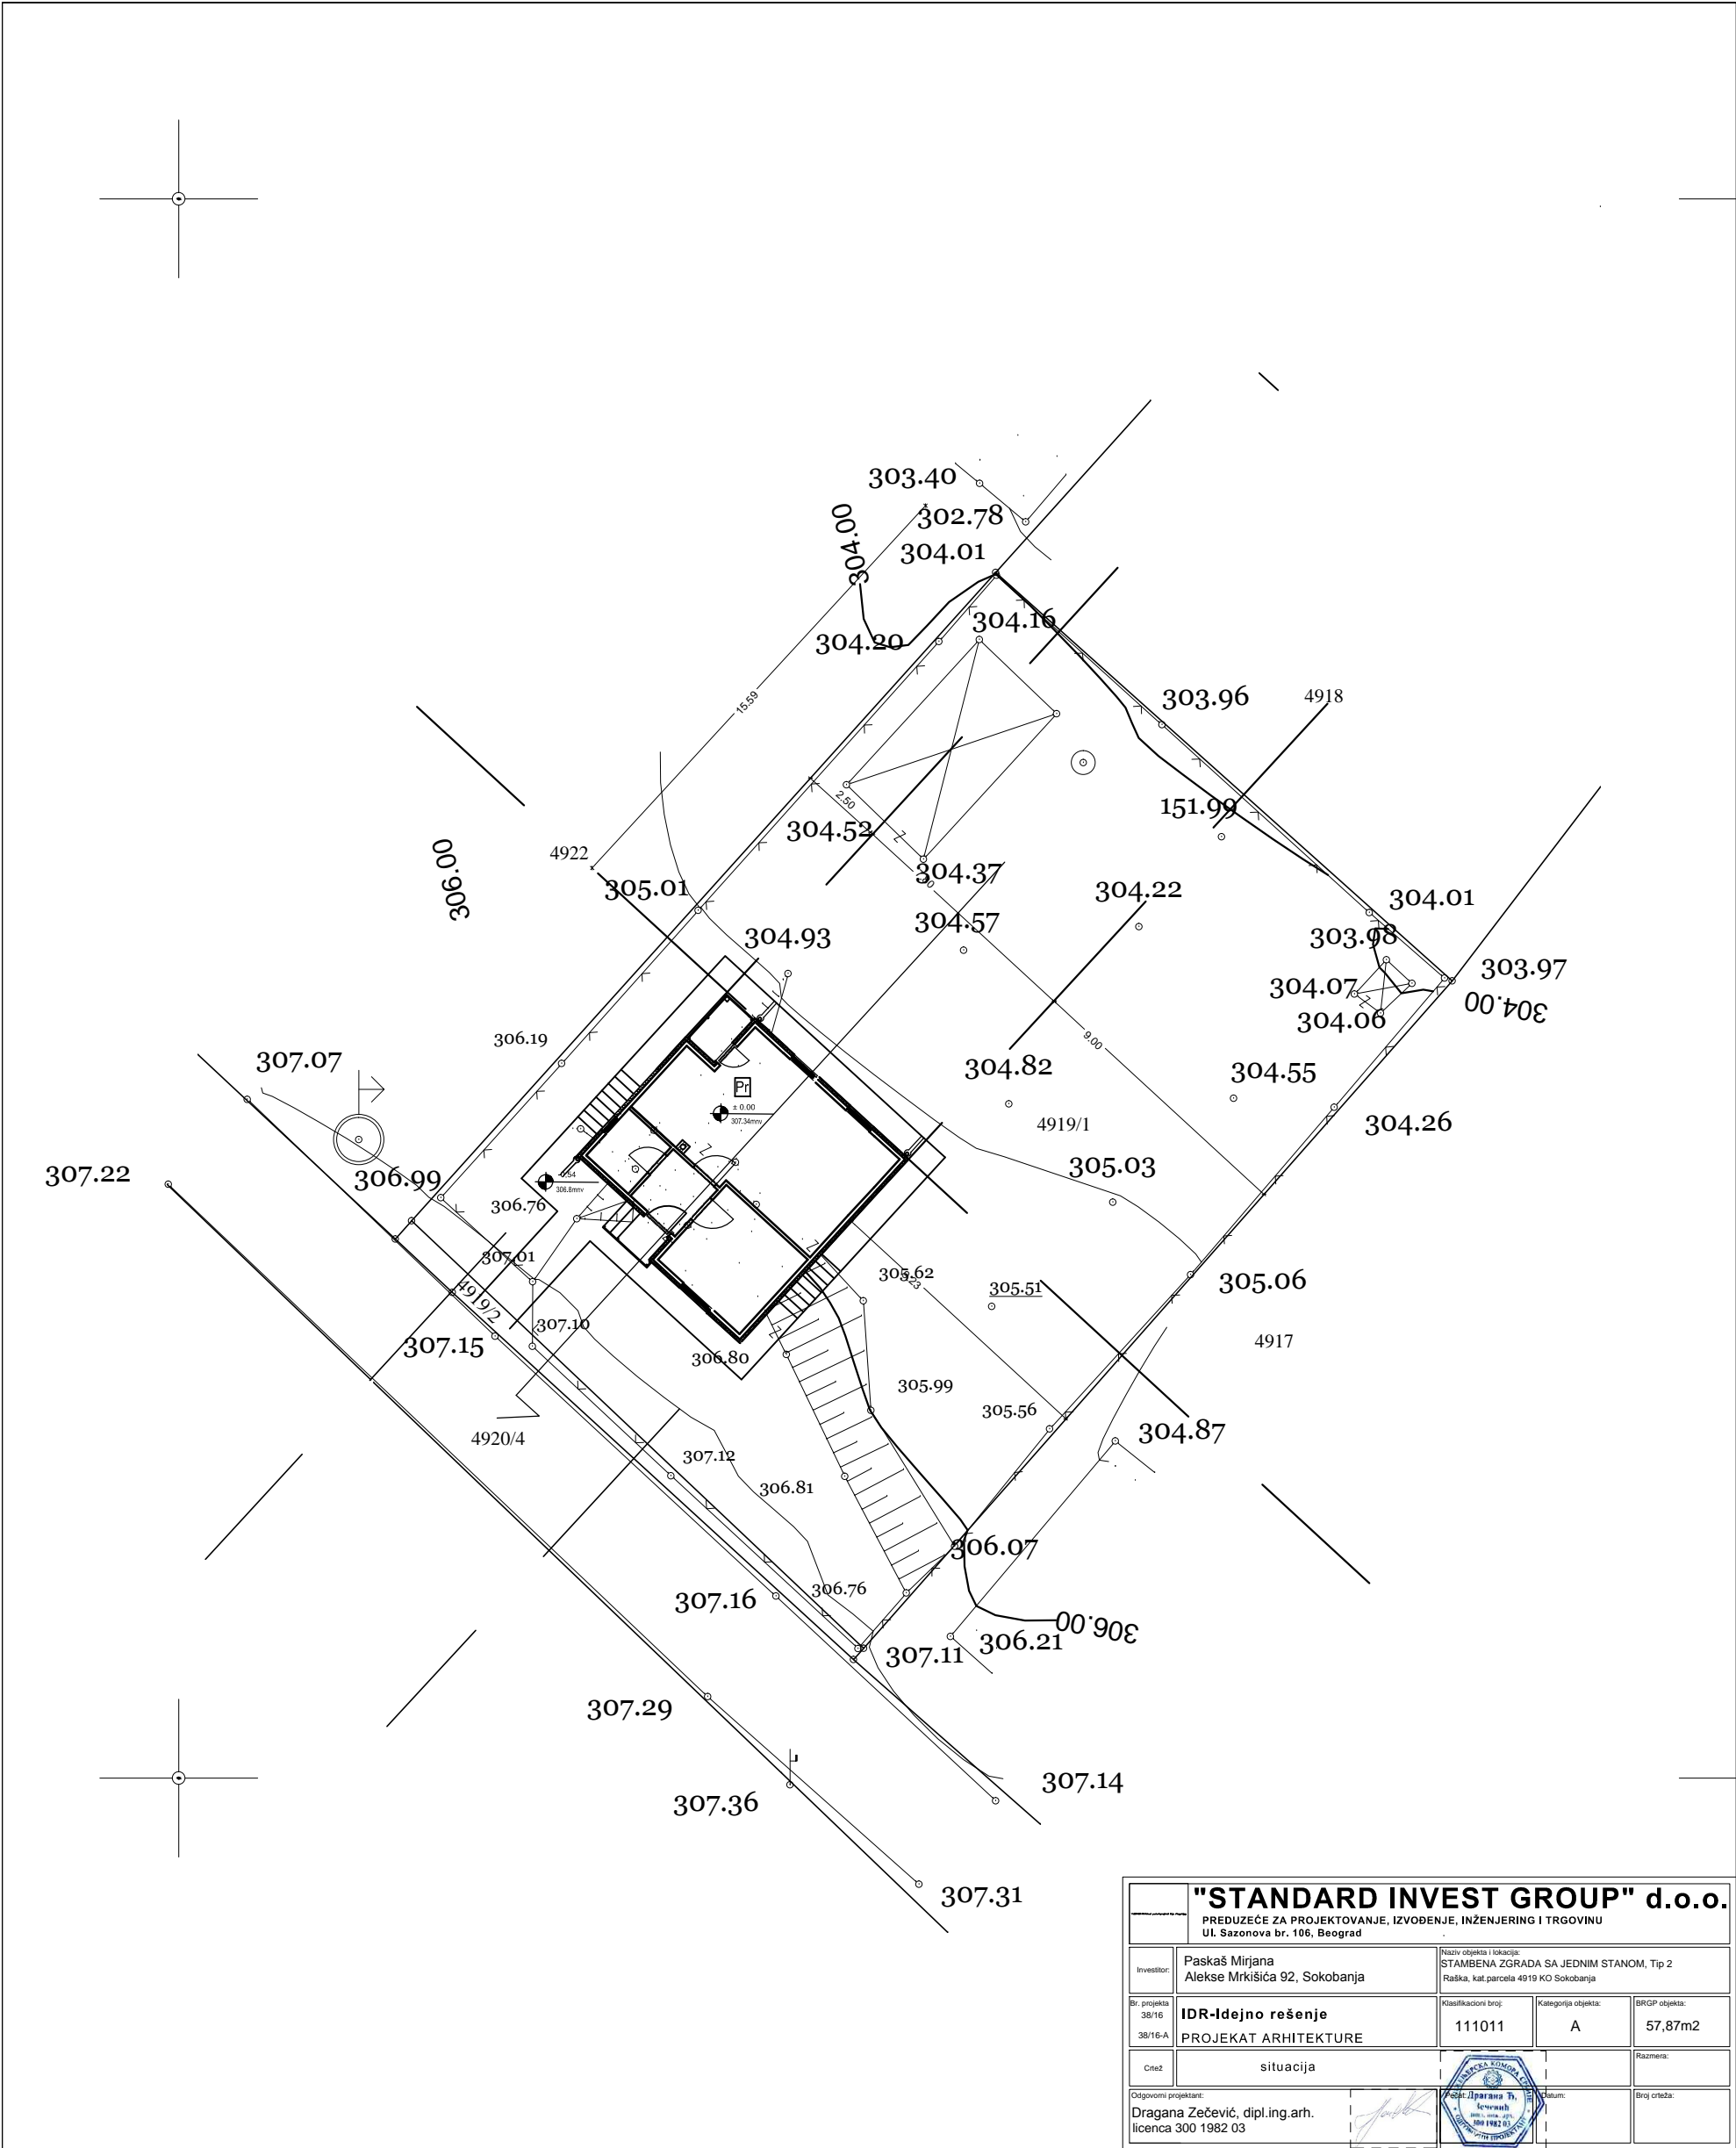 303.40
302.78
304.00
304.01
304.16
304.20
303.96
4918
15.59
2.50
151.99
304.52
306.00
4922
304.37
305.01
304.22
304.01
304.57
304.93
303.98
303.97
304.07
304.00
304.06
306.19
9.00
307.07
304.82
304.55
Pr
± 0.00
307.34mnv
4919/1
304.26
305.03
307.22
306.99
306.8mnv
306.76
307.01
305.62
305.51
305.06
4919/2
307.10
307.15
4917
306.80
305.99
305.56
304.87
4920/4
307.12
306.81
306.07
306.76
307.16
306.00
306.21
307.11
307.29
307.14
307.36
307.31
"STANDARD INVEST GROUP" d.o.o.
PREDUZEĆE ZA PROJEKTOVANJE, IZVOĐENJE, INŽENJERING I TRGOVINU
Ul. Sazonova br. 106, Beograd
Investitor:
Paskaš Mirjana
Alekse Mrkišića 92, Sokobanja
Naziv objekta i lokacija:
STAMBENA ZGRADA SA JEDNIM STANOM, Tip 2
Raška, kat.parcela 4919 KO Sokobanja
Br. projekta
38/16
38/16-A
IDR-Idejno rešenje
PROJEKAT ARHITEKTURE
Klasifikacioni broj:
111011
Kategorija objekta:
A
BRGP objekta:
57,87m2
Crtež
situacija
Razmera:
Odgovorni projektant:
Dragana Zečević, dipl.ing.arh.
licenca 300 1982 03
Pečat:
Драгана Ђ.
300 1982 03
Datum:
Broj crteža: